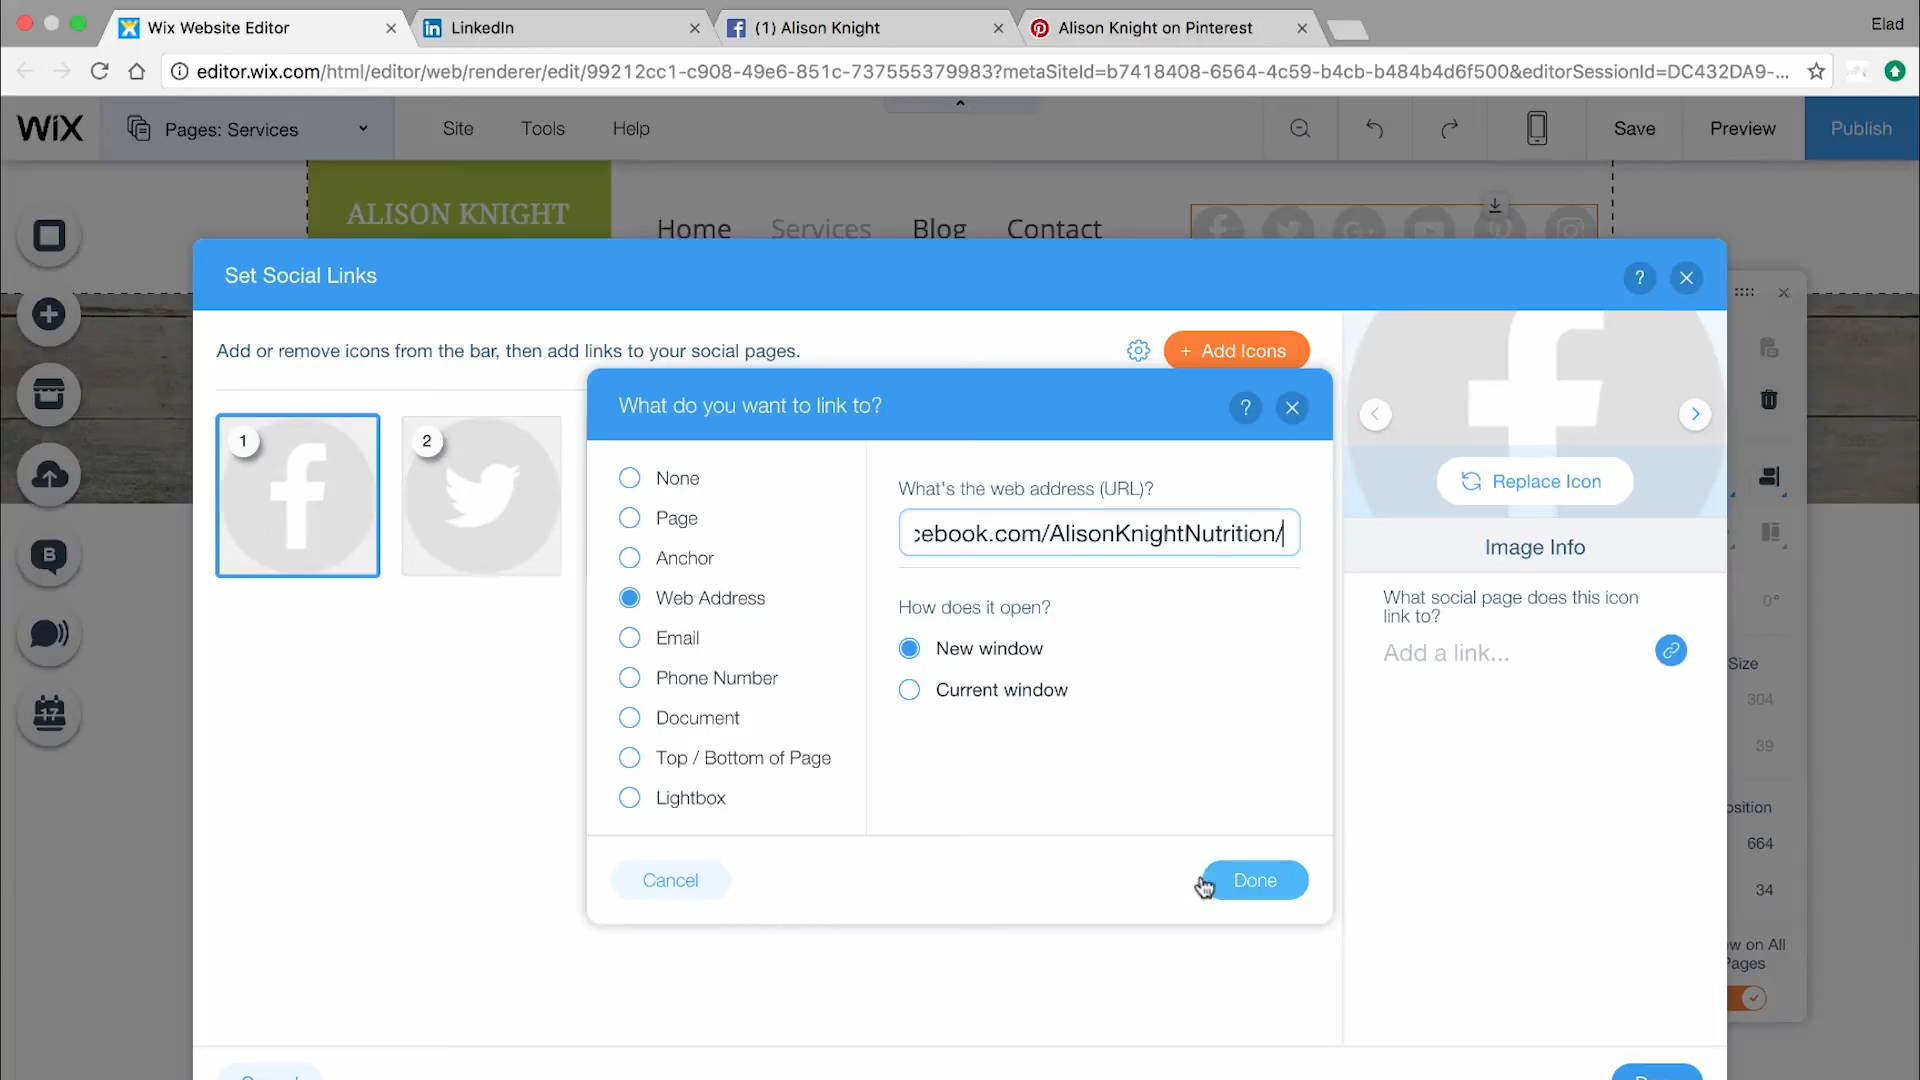 Wix Website Editor
LinkedIn
(1) Alison Knight
Alison Knight on Pinterest
Elad
editor.wix.com/html/editor/web/renderer/edit/99212cc1-c908-49e6-851c-737555379983?metaSiteId=b7418408-6564-4c59-b4cb-b484b4d6f500&editorSessionId=DC432DA9-...
WiX
Pages: Services
Site
Tools
Help
Save
Preview
Publish
ALISON KNIGHT
Home
Services
Blog
Contact
Set Social Links
?
Add or remove icons from the bar, then add links to your social pages.
+ Add Icons
1
2
What do you want to link to?
?
None
Page
Anchor
Web Address
Email
Phone Number
Document
Top / Bottom of Page
Lightbox
What's the web address (URL)?
cebook.com/AlisonKnightNutrition/
How does it open?
New window
Current window
Cancel
Done
Replace Icon
Image Info
What social page does this icon
link to?
Add a link...
B
17
0°
Size
304
39
osition
664
34
w on All
Pages